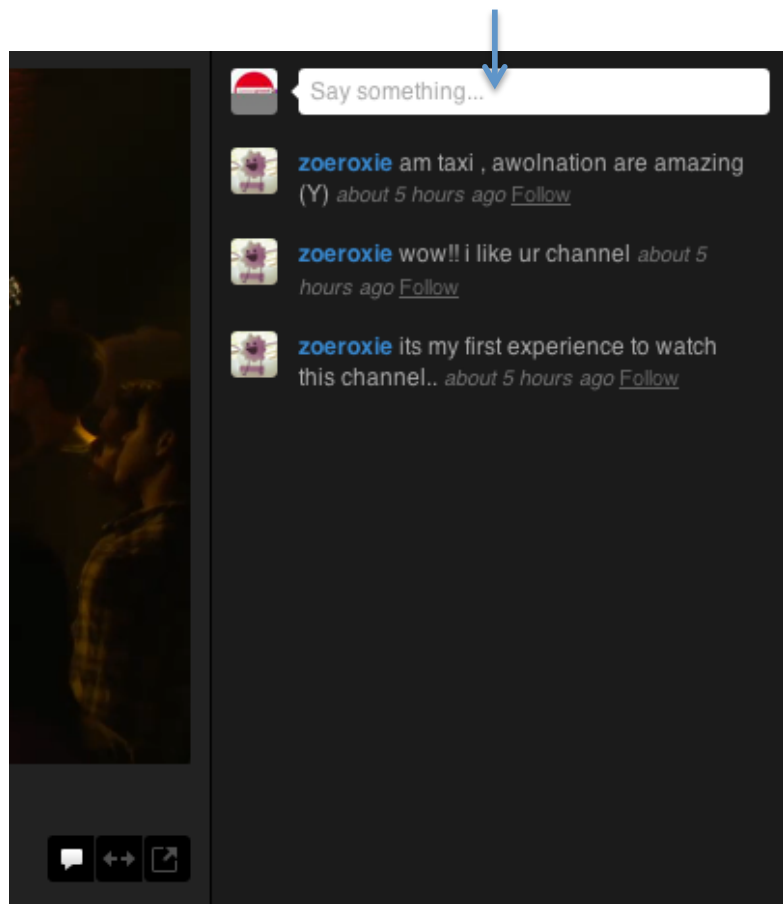 Say something...
zoeroxie am taxi , awolnation are amazing
(Y) about 5 hours ago Follow
zoeroxie wow!! i like ur channel about 5
hours ago Follow
zoeroxie its my first experience to watch
this channel.. about 5 hours ago Follow